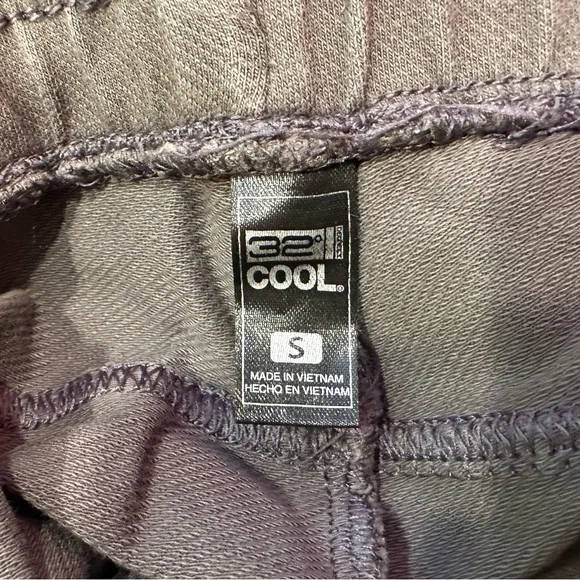 32°
COOL®
S
MADE IN VIETNAM
HECHO EN VIETNAM